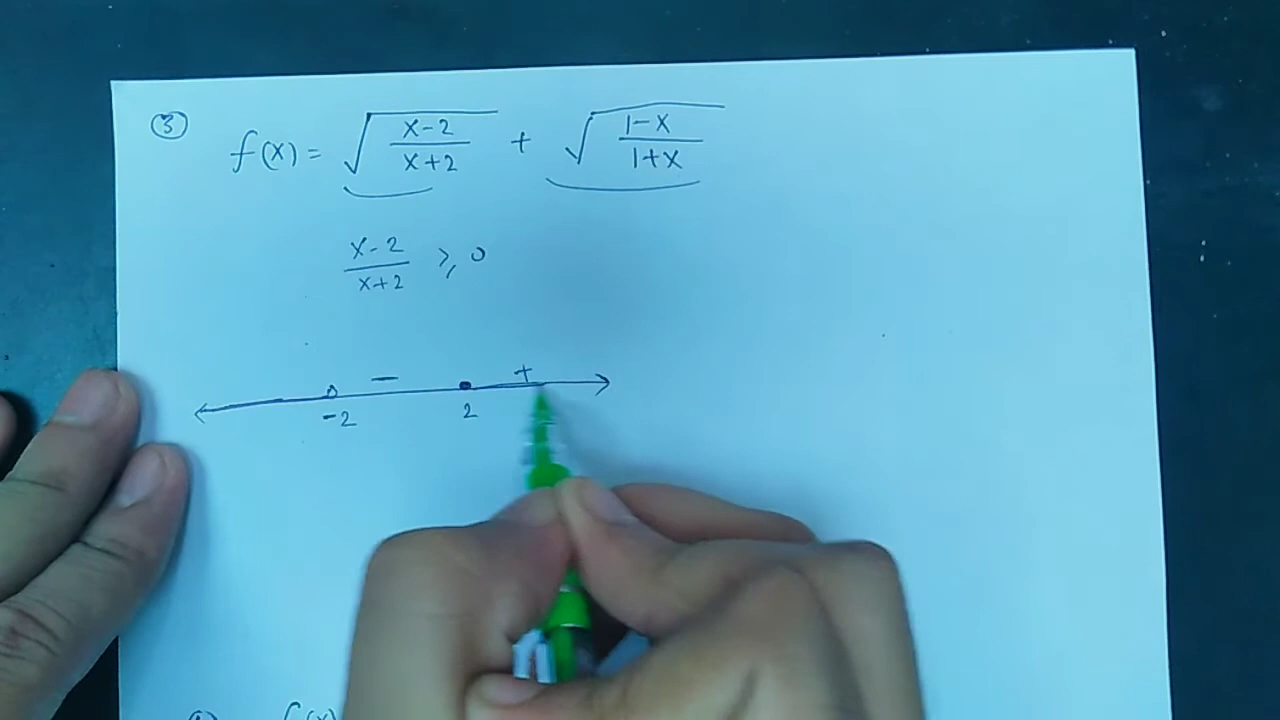 ③
f(x) = √((x-2)/(x+2)) + √((1-x)/(1+x))
(x-2)/(x+2) ≥ 0
- +
-2 2
f(x)